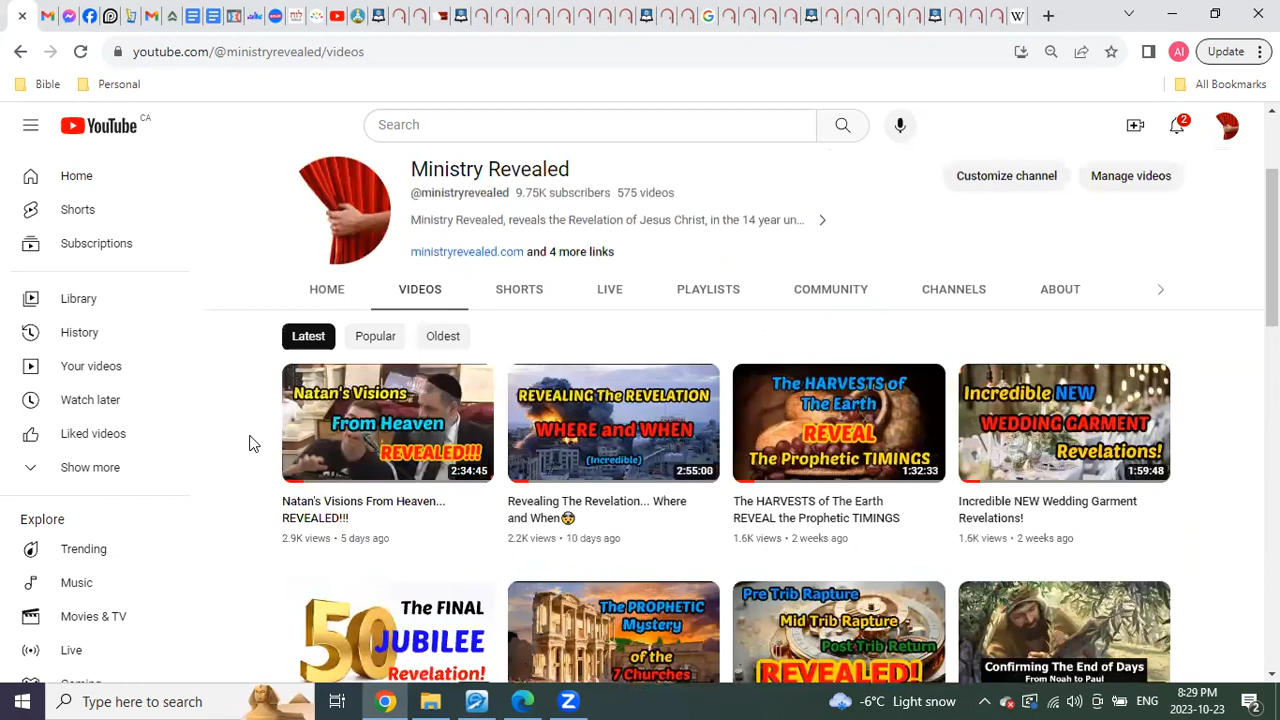 youtube.com/@ministryrevealed/videos
AI
Update
Bible
Personal
All Bookmarks
YouTube
CA
Search
2
Home
Shorts
Subscriptions
Library
History
Your videos
Watch later
Liked videos
Show more
Explore
Trending
Music
Movies & TV
Live
Ministry Revealed
@ministryrevealed 9.75K subscribers 575 videos
Ministry Revealed, reveals the Revelation of Jesus Christ, in the 14 year un...
ministryrevealed.com and 4 more links
Customize channel
Manage videos
HOME
VIDEOS
SHORTS
LIVE
PLAYLISTS
COMMUNITY
CHANNELS
ABOUT
Latest
Popular
Oldest
Natan's Visions
From Heaven
REVEALED!!!
2:34:45
Natan's Visions From Heaven...
REVEALED!!!
2.9K views • 5 days ago
REVEALING The REVELATION
WHERE and WHEN
(Incredible)
2:55:00
Revealing The Revelation... Where
and When🤯
2.2K views • 10 days ago
The HARVESTS of
The Earth
REVEAL
The Prophetic TIMINGS
1:32:33
The HARVESTS of The Earth
REVEAL the Prophetic TIMINGS
1.6K views • 2 weeks ago
Incredible NEW
WEDDING GARMENT
Revelations!
1:59:48
Incredible NEW Wedding Garment
Revelations!
1.6K views • 2 weeks ago
50
The FINAL
JUBILEE
Revelation!
The PROPHETIC
Mystery
of the
7 Churches
Pre Trib Rapture
Mid Trib Rapture
Post Trib Return
REVEALED!
Confirming The End of Days
From Noah to Paul
Type here to search
-6°C Light snow
ENG
8:29 PM
2023-10-23
2